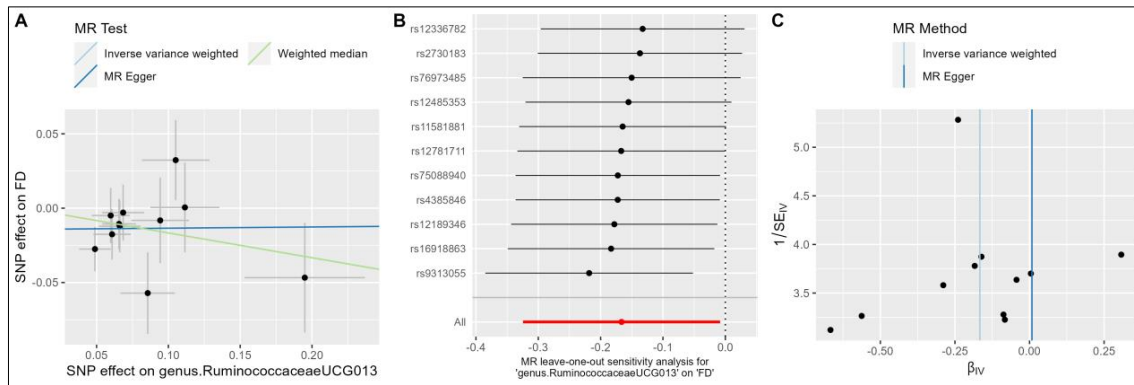 A
MR Test
Inverse variance weighted
Weighted median
MR Egger
0.05
0.00
-0.05
SNP effect on FD
0.05
0.10
0.15
0.20
SNP effect on genus.RuminococcaceaeUCG013
B
rs12336782
rs2730183
rs76973485
rs12485353
rs11581881
rs12781711
rs75088940
rs4385846
rs12189346
rs16918863
rs9313055
All
-0.4
-0.3
-0.2
-0.1
0.0
MR leave-one-out sensitivity analysis for
'genus.RuminococcaceaeUCG013' on 'FD'
C
MR Method
Inverse variance weighted
MR Egger
5.0
4.5
4.0
3.5
1/SE_IV
-0.50
-0.25
0.00
0.25
β_IV